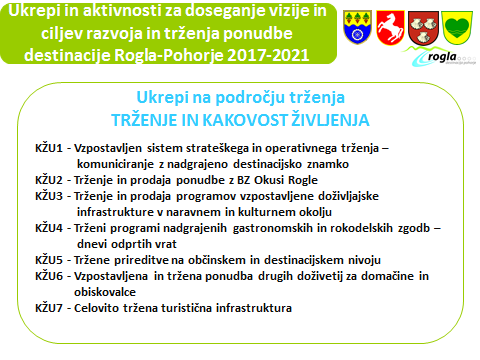 Ukrepi in aktivnosti za doseganje vizije in
ciljev razvoja in trženja ponudbe
destinacije Rogla-Pohorje 2017-2021
rogla
Ukrepi na področju trženja
TRŽENJE IN KAKOVOST ŽIVLJENJA
KŽU1 - Vzpostavljen sistem strateškega in operativnega trženja –
komuniciranje z nadgrajeno destinacijsko znamko
KŽU2 - Trženje in prodaja ponudbe z BZ Okusi Rogle
KŽU3 - Trženje in prodaja programov vzpostavljene doživljajske
infrastrukture v naravnem in kulturnem okolju
KŽU4 - Trženi programi nadgrajenih gastronomskih in rokodelskih zgodb –
dnevi odprtih vrat
KŽU5 - Tržene prireditve na občinskem in destinacijskem nivoju
KŽU6 - Vzpostavljena in tržena ponudba drugih doživetij za domačine in
obiskovalce
KŽU7 - Celovito tržena turistična infrastruktura